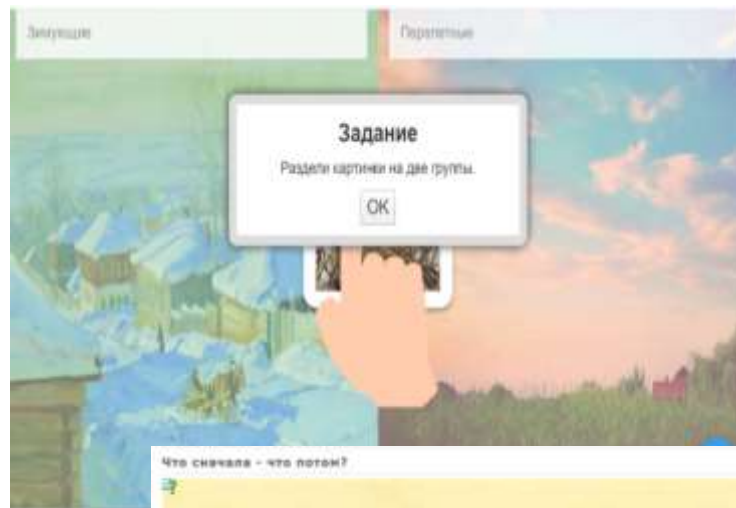 Зимующие
Перелетные
Задание
Раздели картинки на две группы.
OK
Что сначала - что потом?